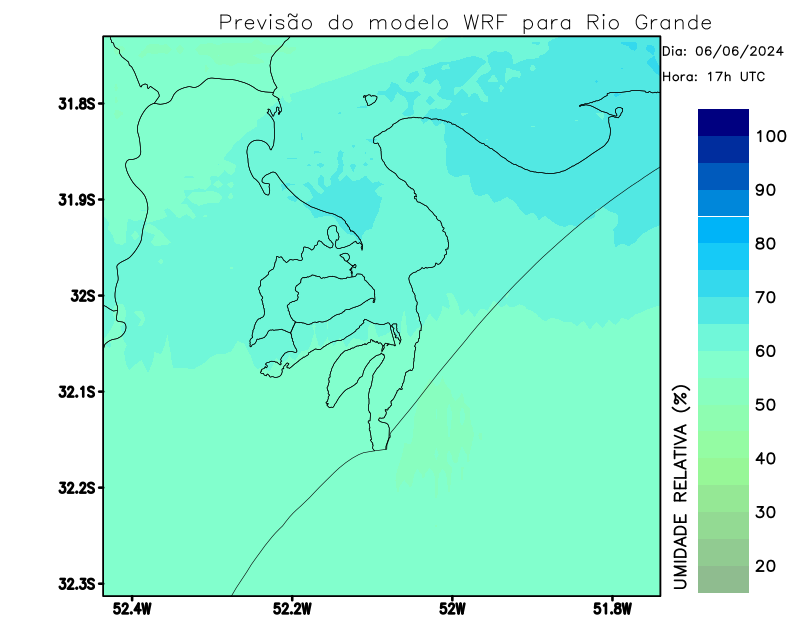 Previsão do modelo WRF para Rio Grande
Dia: 06/06/2024
Hora: 17h UTC
31.8S
31.9S
32S
32.1S
32.2S
32.3S
52.4W
52.2W
52W
51.8W
100
90
80
70
60
50
40
30
20
UMIDADE RELATIVA (%)